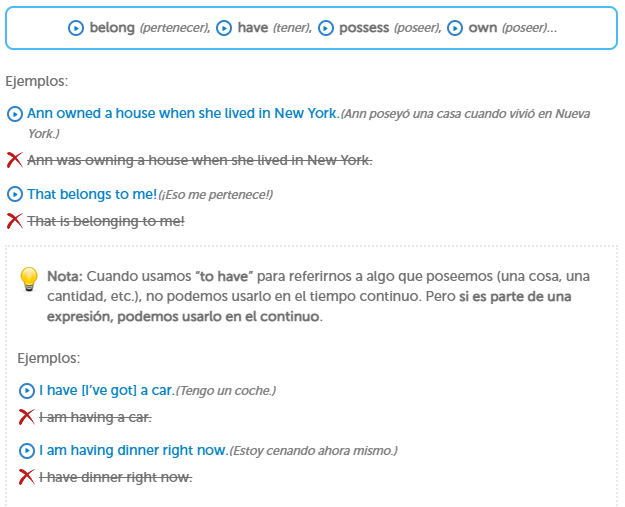 belong (pertenecer), have (tener), possess (poseer), own (poseer)...
Ejemplos:
Ann owned a house when she lived in New York.(Ann poseyó una casa cuando vivió en Nueva
York.)
Ann was owning a house when she lived in New York.
That belongs to me!(¡Eso me pertenece!)
That is belonging to me!
Nota: Cuando usamos “to have” para referirnos a algo que poseemos (una cosa, una
cantidad, etc.), no podemos usarlo en el tiempo continuo. Pero si es parte de una
expresión, podemos usarlo en el continuo.
Ejemplos:
I have [I’ve got] a car.(Tengo un coche.)
I am having a car.
I am having dinner right now.(Estoy cenando ahora mismo.)
I have dinner right now.